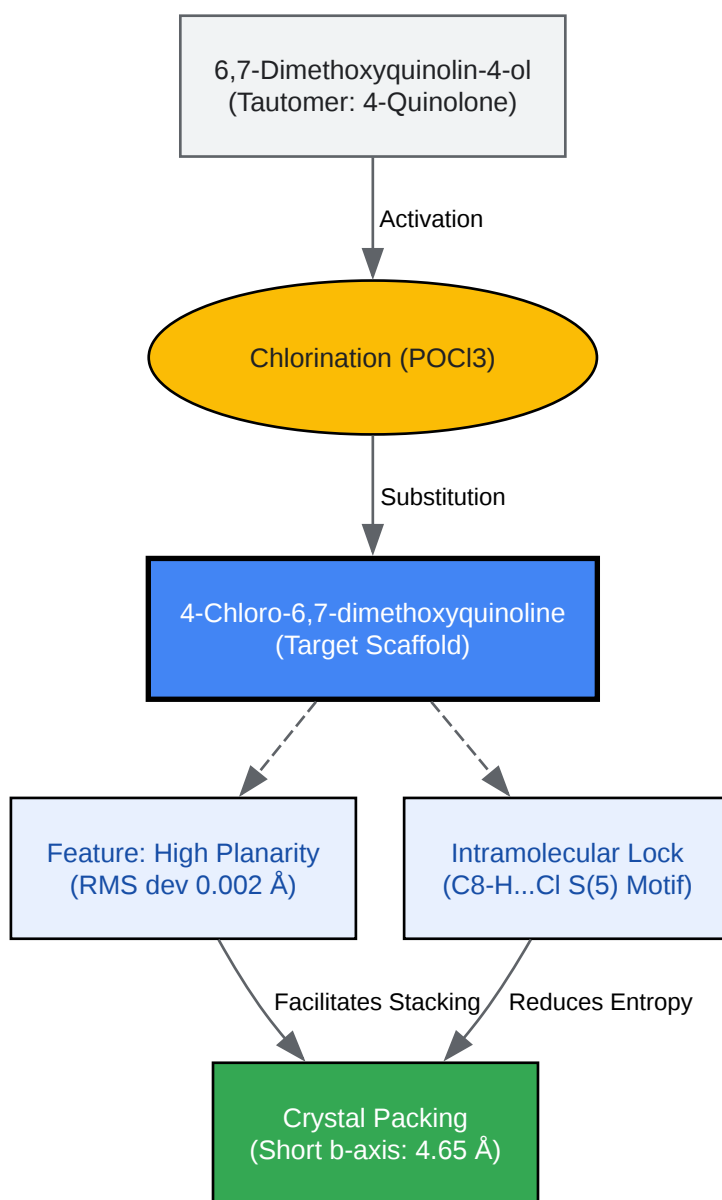 6,7-Dimethoxyquinolin-4-ol
(Tautomer: 4-Quinolone)
Activation
Chlorination (POCl3)
Substitution
4-Chloro-6,7-dimethoxyquinoline
(Target Scaffold)
Feature: High Planarity
(RMS dev 0.002 Å)
Intramolecular Lock
(C8-H...Cl S(5) Motif)
Facilitates Stacking
Reduces Entropy
Crystal Packing
(Short b-axis: 4.65 Å)